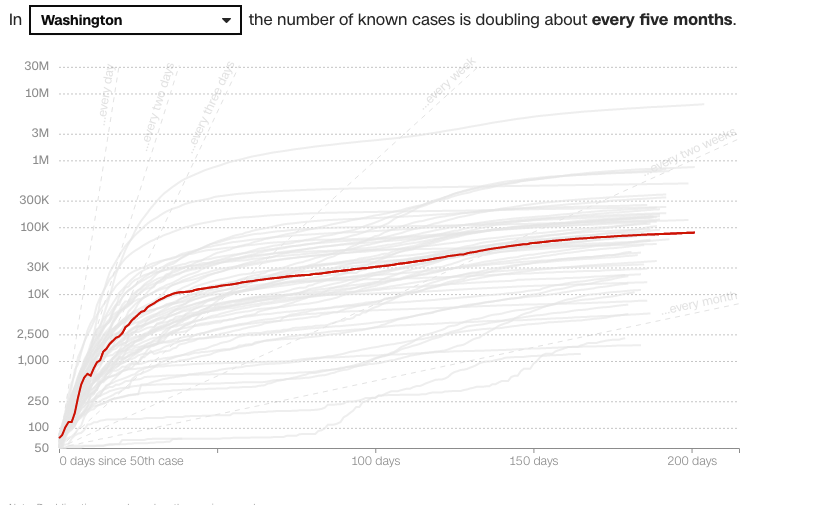 In Washington the number of known cases is doubling about every five months.
30M
10M
3M
1M
300K
100K
30K
10K
2,500
1,000
250
100
50
every day
every two days
every three days
every week
every two weeks
every month
0 days since 50th case
100 days
150 days
200 days